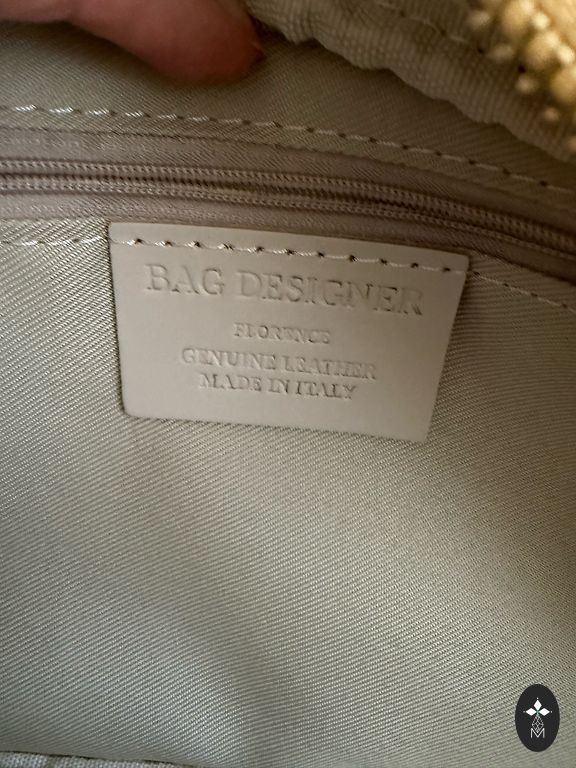 BAG DESIGNER
FLORENCE
GENUINE LEATHER
MADE IN ITALY
M